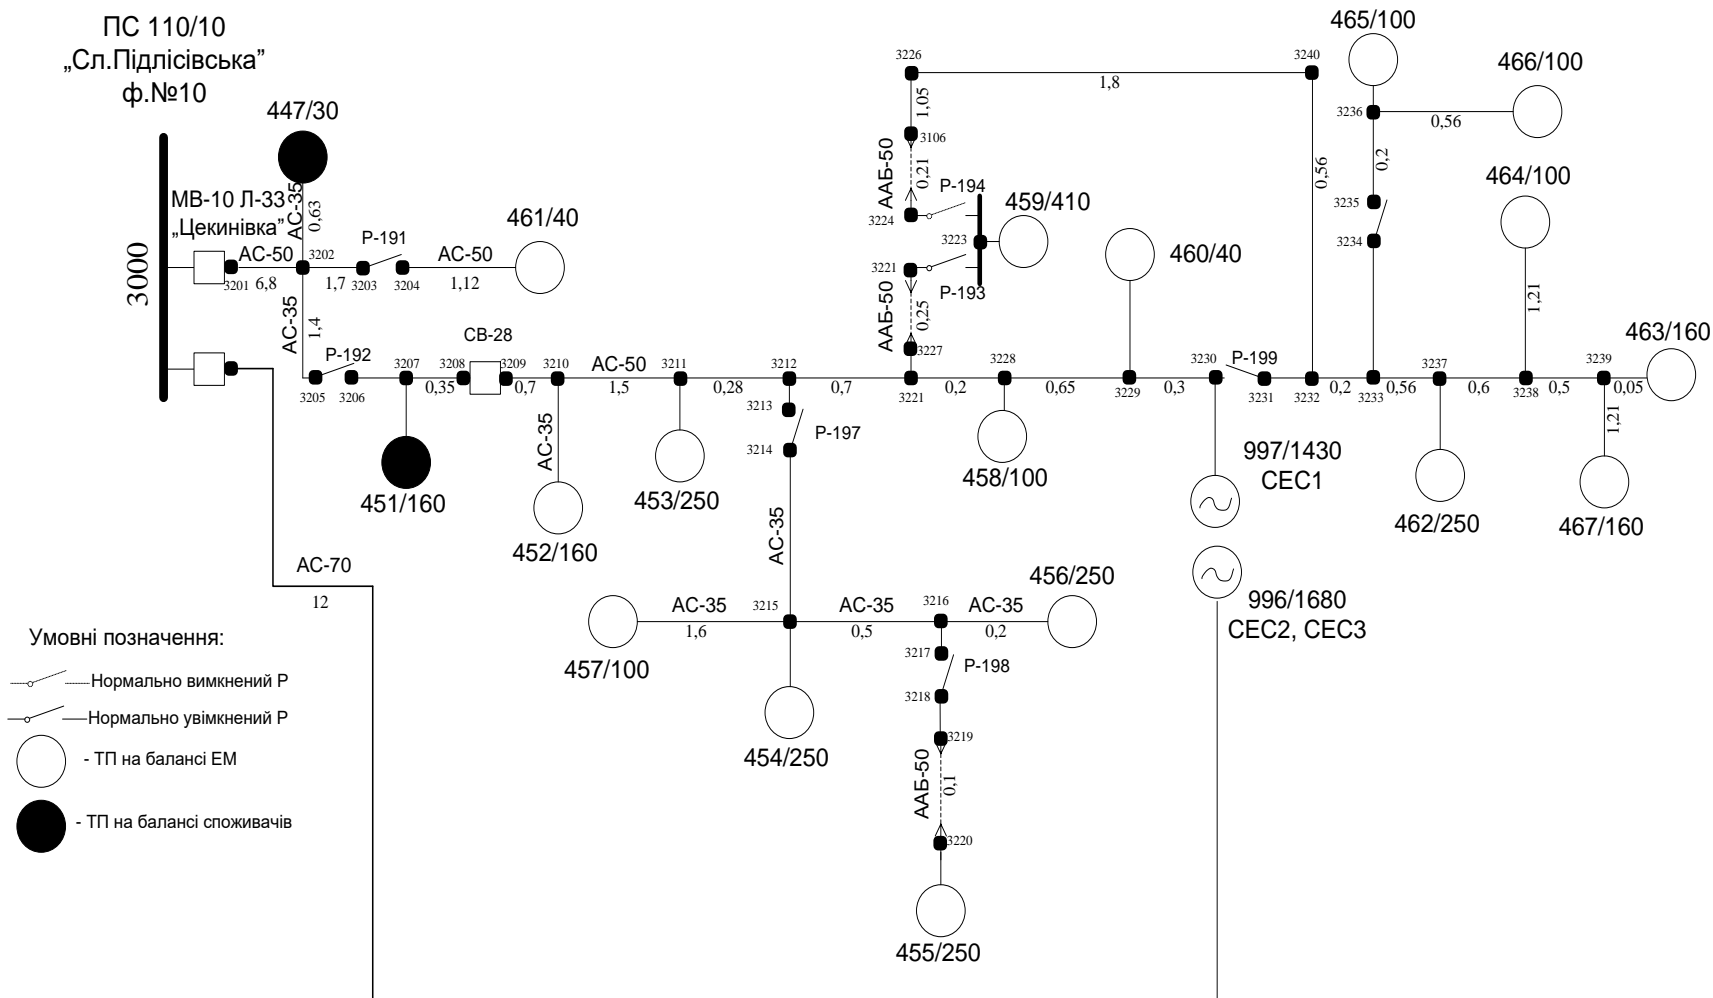 ПС 110/10
„Сл.Підлісівська”
ф.№10
447/30
3000
МВ-10 Л-33
„Цекинівка”
АС-50
3201
6,8
АС-35
0,63
3202
1,7
Р-191
3203
3204
АС-50
1,12
461/40
АС-35
1,4
Р-192
3205
3206
3207
451/160
0,35
СВ-28
3208
3209
0,7
3210
АС-35
452/160
АС-50
1,5
3211
453/250
0,28
3212
3213
3214
Р-197
АС-35
0,7
3221
3227
ААБ-50
0,25
3221
Р-193
3223
459/410
Р-194
3224
ААБ-50
0,21
3106
1,05
3226
1,8
3240
0,56
0,2
3228
458/100
0,65
460/40
3229
0,3
3230
Р-199
3231
3232
997/1430
СЕС1
996/1680
СЕС2, СЕС3
0,2
3233
3234
3235
0,2
3236
465/100
0,56
466/100
0,56
3237
462/250
0,6
464/100
1,21
3238
0,5
3239
0,05
463/160
1,21
467/160
АС-70
12
457/100
АС-35
1,6
3215
454/250
АС-35
0,5
3216
АС-35
0,2
456/250
3217
Р-198
3218
3219
ААБ-50
0,1
3220
455/250
Умовні позначення:
Нормально вимкнений Р
Нормально увімкнений Р
- ТП на балансі ЕМ
- ТП на балансі споживачів